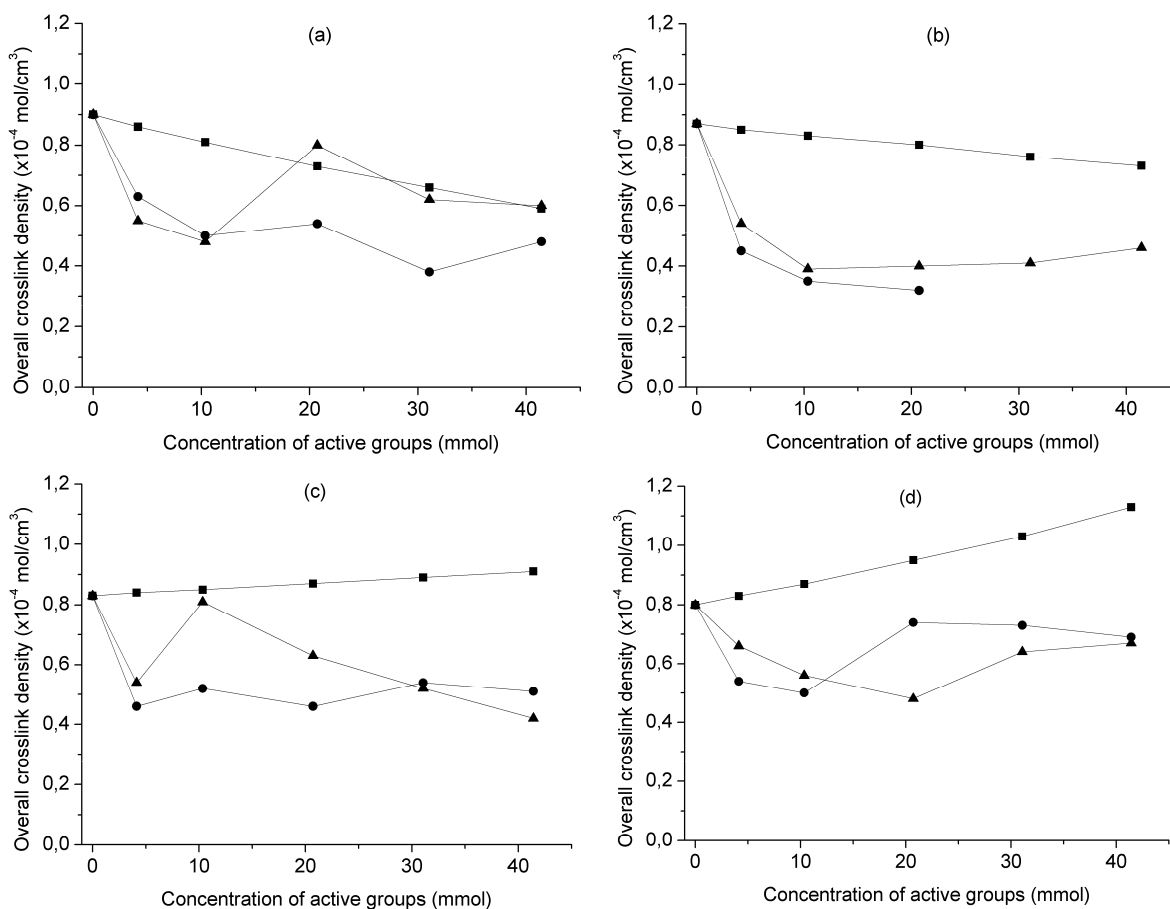 (a)
Overall crosslink density (x10⁻⁴ mol/cm³)
1,2
1,0
0,8
0,6
0,4
0,2
0,0
0 10 20 30 40
Concentration of active groups (mmol)
(b)
Overall crosslink density (x10⁻⁴ mol/cm³)
1,2
1,0
0,8
0,6
0,4
0,2
0,0
0 10 20 30 40
Concentration of active groups (mmol)
(c)
Overall crosslink density (x10⁻⁴ mol/cm³)
1,2
1,0
0,8
0,6
0,4
0,2
0,0
0 10 20 30 40
Concentration of active groups (mmol)
(d)
Overall crosslink density (x10⁻⁴ mol/cm³)
1,2
1,0
0,8
0,6
0,4
0,2
0,0
0 10 20 30 40
Concentration of active groups (mmol)